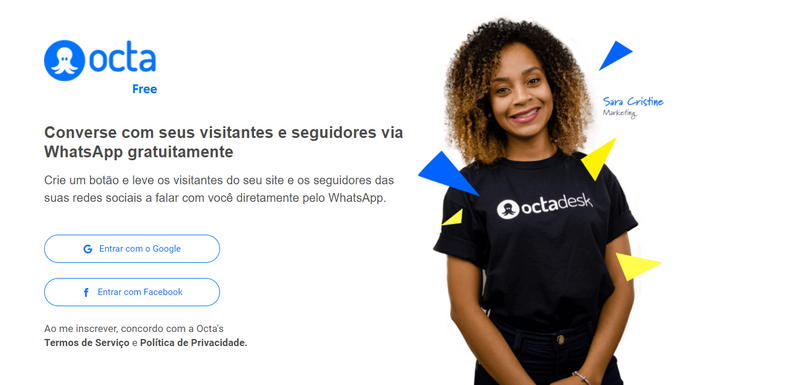 octa
Free
Converse com seus visitantes e seguidores via
WhatsApp gratuitamente
Crie um botão e leve os visitantes do seu site e os seguidores das
suas redes sociais a falar com você diretamente pelo WhatsApp.
G Entrar com o Google
f Entrar com Facebook
Ao me inscrever, concordo com a Octa's
Termos de Serviço e Política de Privacidade.
Sara Cristine
Marketing
octadesk